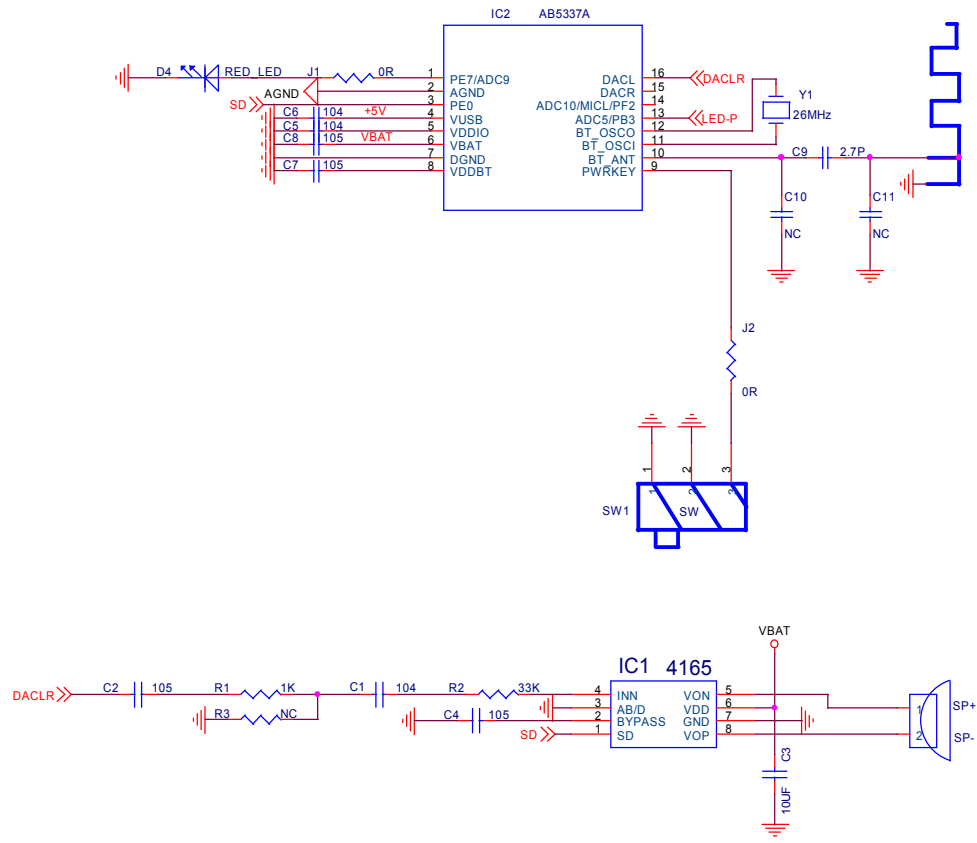 IC2 AB5337A
D4 RED_LED J1 0R 1 PE7/ADC9 DACL 16 DACLR
AGND 2 AGND DACR 15
SD 3 PE0 ADC10/MICL/PF2 14
C6 104 +5V 4 VUSB ADC5/PB3 13 LED-P
C5 104 5 VDDIO BT_OSCO 12
C8 105 VBAT 6 VBAT BT_OSCI 11
7 DGND BT_ANT 10
C7 105 8 VDDBT PWRKEY 9
Y1
26MHz
C9 2.7P
C10 C11
NC NC
J2
0R
1 2 3
1 2 3
SW1 SW
VBAT
IC1 4165
DACLR C2 105 R1 1K C1 104 R2 33K 4 INN VON 5
R3 NC 3 AB/D VDD 6
C4 105 2 BYPASS GND 7
SD 1 SD VOP 8
1 SP+
2 SP-
C3
10UF